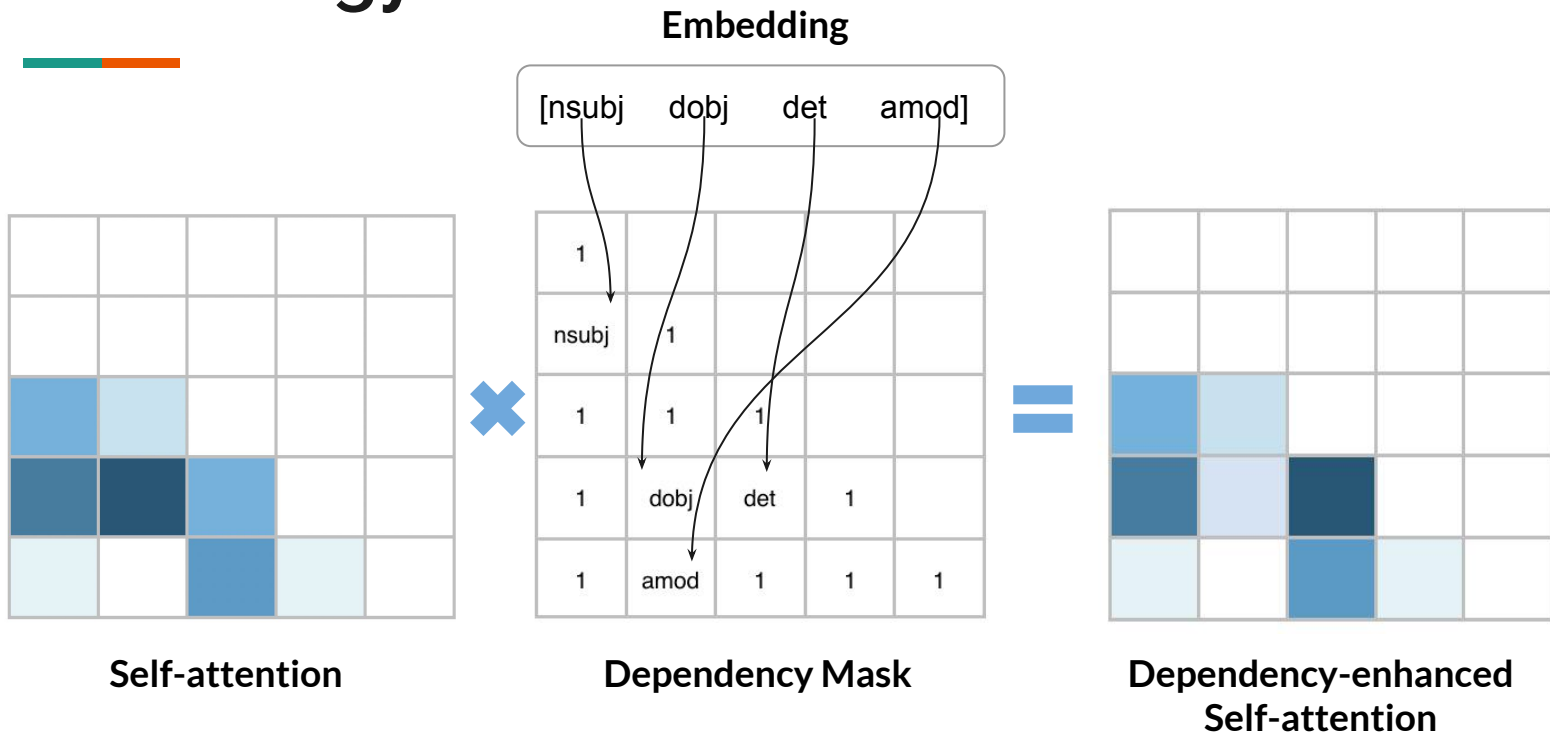 Embedding
[nsubj dobj det amod]
1
nsubj 1
1 1 1
1 dobj det 1
1 amod 1 1 1
Self-attention
Dependency Mask
Dependency-enhanced
Self-attention